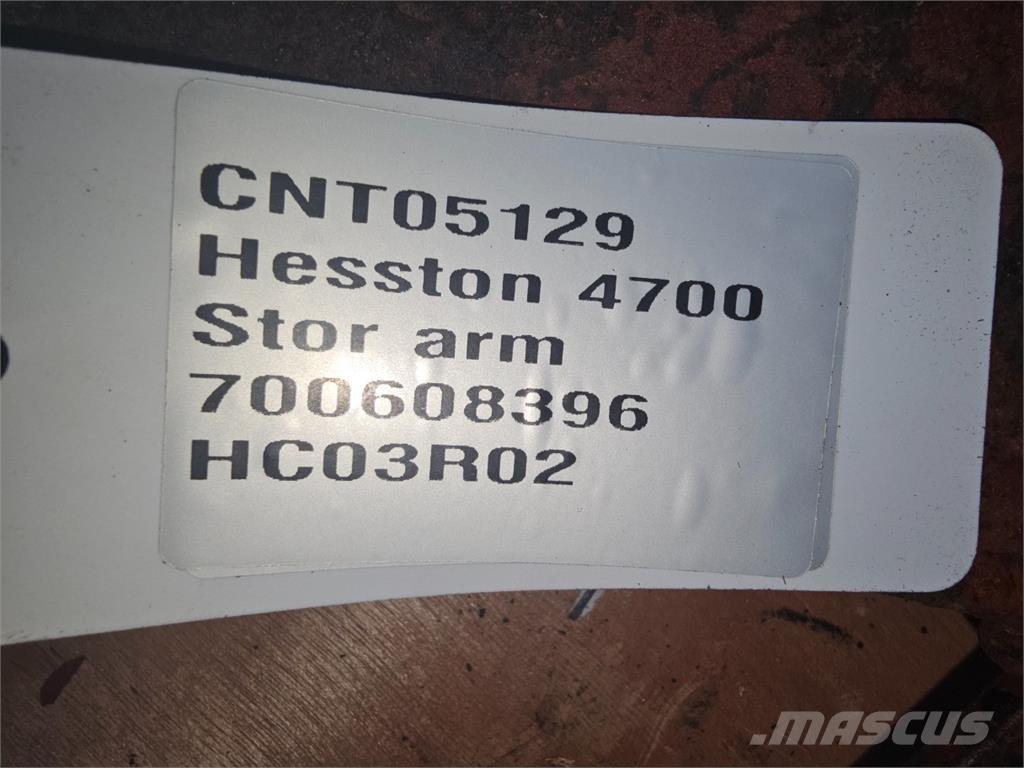 CNT05129
Hesston 4700
Stor arm
700608396
HC03R02
MASCUS